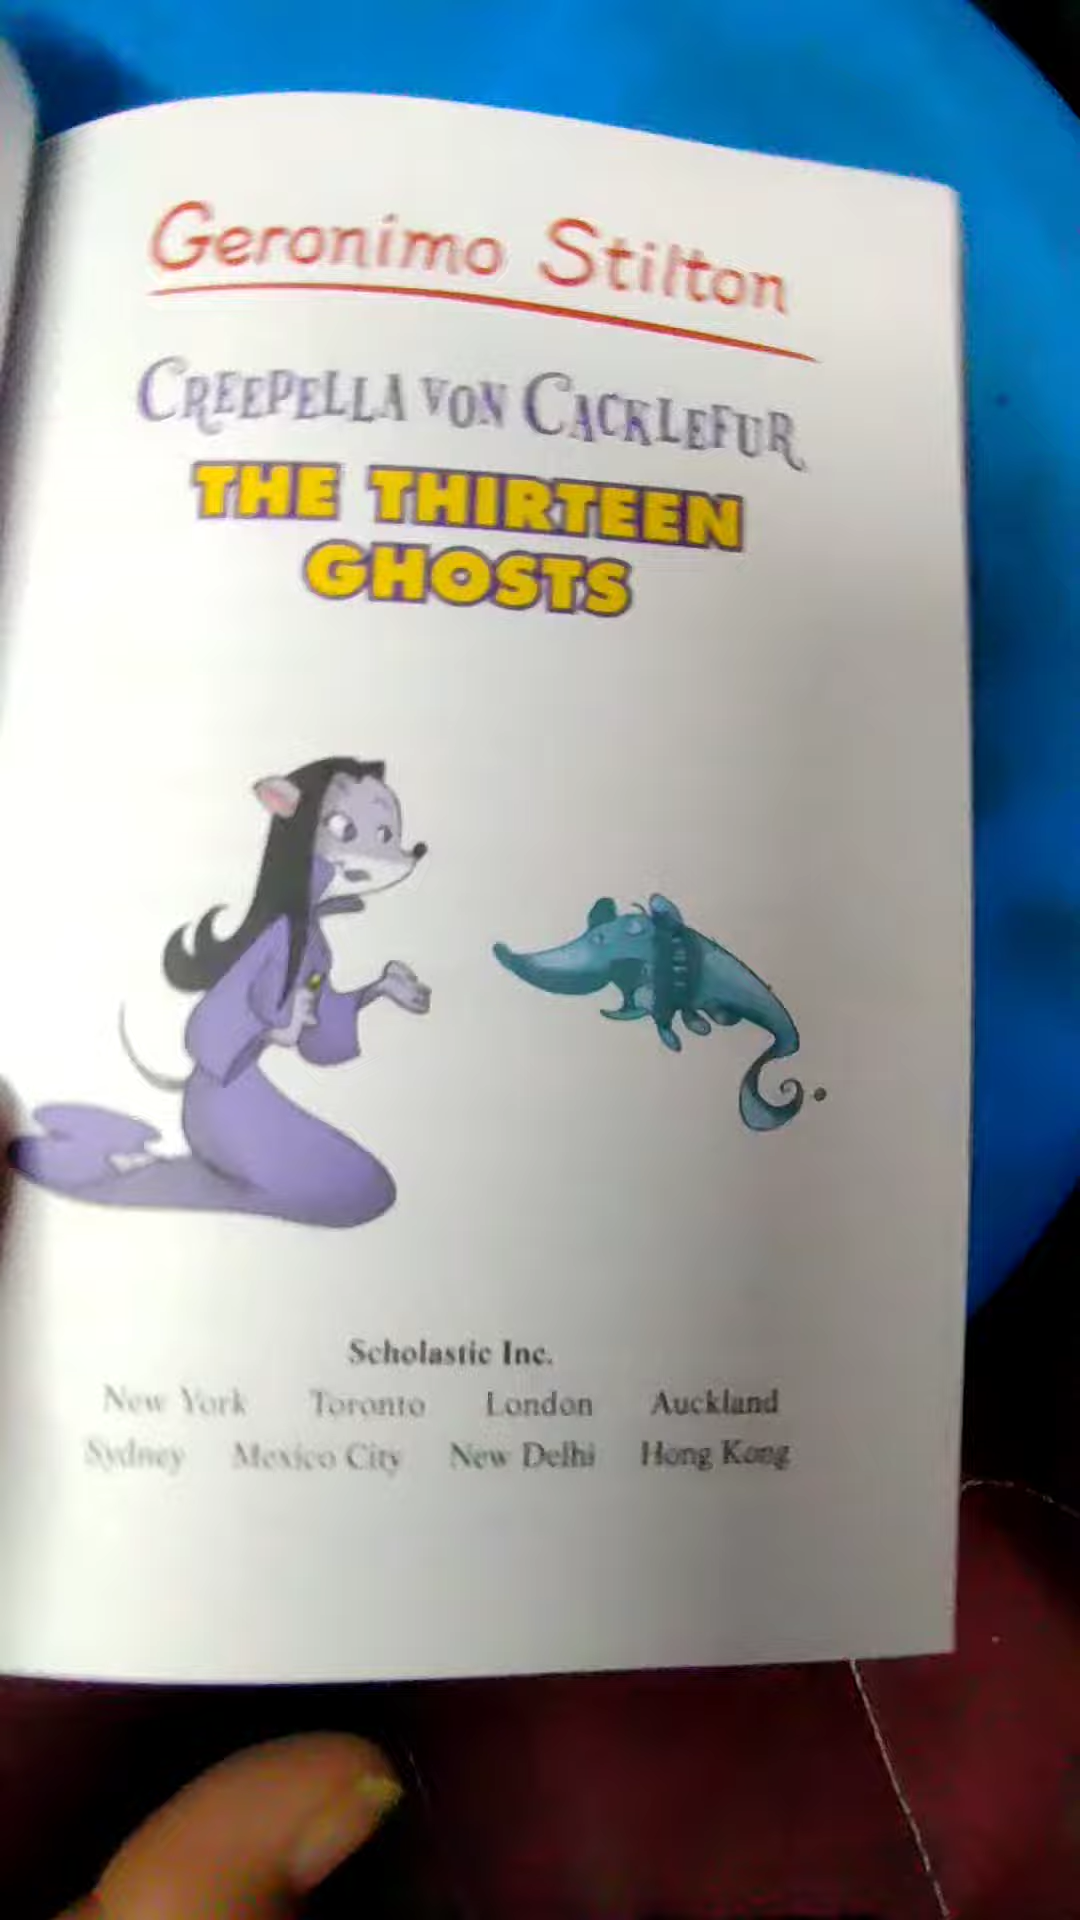 Geronimo Stilton
CREEPELLA VON CACKLEFUR
THE THIRTEEN
GHOSTS
Scholastic Inc.
New York Toronto London Auckland
Sydney Mexico City New Delhi Hong Kong